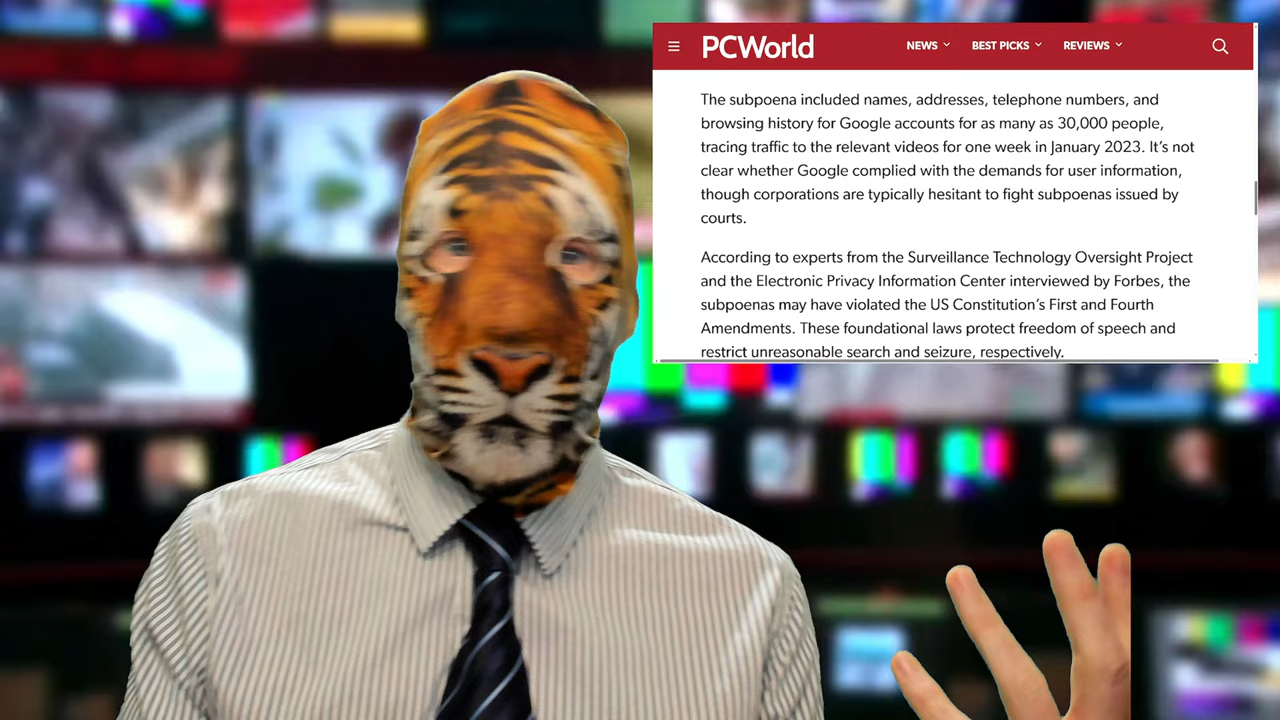 PCWorld
NEWS
BEST PICKS
REVIEWS
The subpoena included names, addresses, telephone numbers, and
browsing history for Google accounts for as many as 30,000 people,
tracing traffic to the relevant videos for one week in January 2023. It's not
clear whether Google complied with the demands for user information,
though corporations are typically hesitant to fight subpoenas issued by
courts.
According to experts from the Surveillance Technology Oversight Project
and the Electronic Privacy Information Center interviewed by Forbes, the
subpoenas may have violated the US Constitution's First and Fourth
Amendments. These foundational laws protect freedom of speech and
restrict unreasonable search and seizure, respectively.